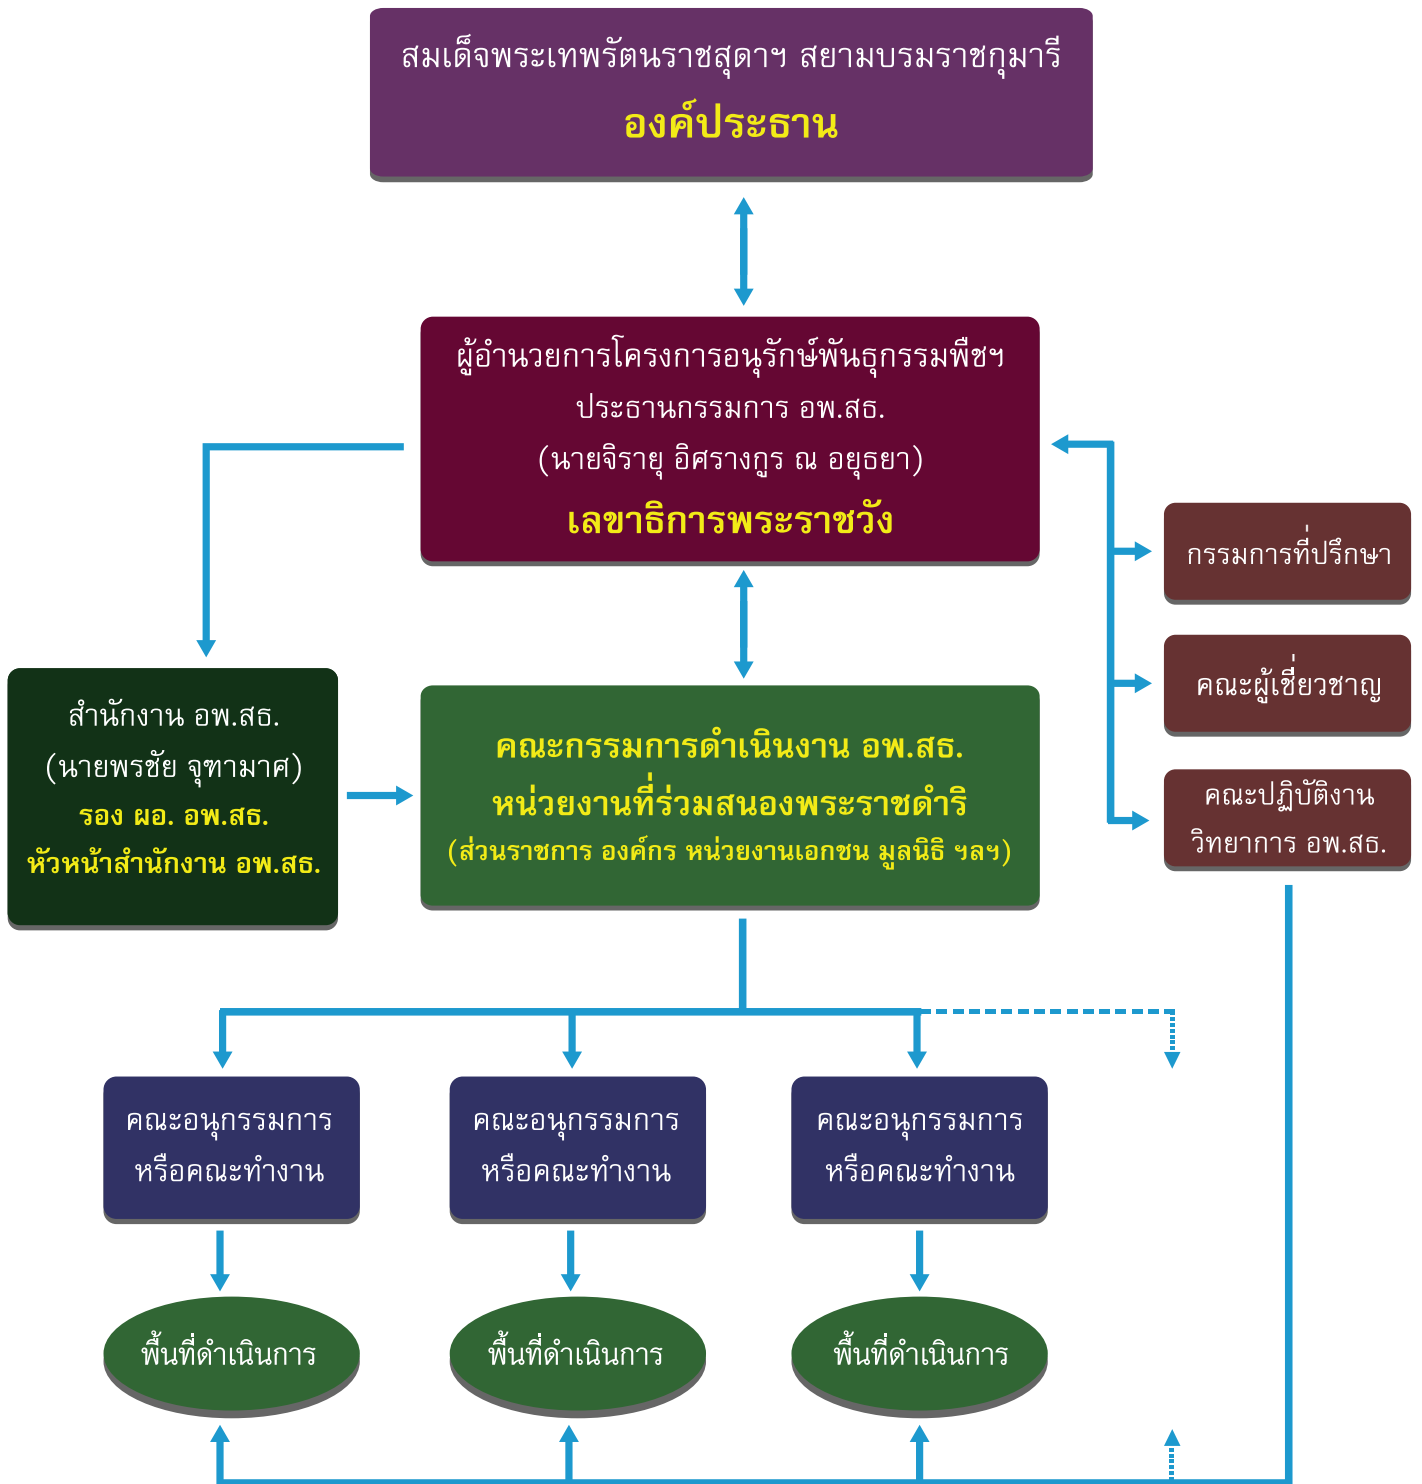 สมเด็จพระเทพรัตนราชสุดาฯ สยามบรมราชกุมารี
องค์ประธาน
ผู้อำนวยการโครงการอนุรักษ์พันธุกรรมพืชฯ
ประธานกรรมการ อพ.สธ.
(นายจิรายุ อิศรางกูร ณ อยุธยา)
เลขาธิการพระราชวัง
กรรมการที่ปรึกษา
คณะผู้เชี่ยวชาญ
คณะปฏิบัติงาน
วิทยาการ อพ.สธ.
สำนักงาน อพ.สธ.
(นายพรชัย จุฑามาศ)
รอง ผอ. อพ.สธ.
หัวหน้าสำนักงาน อพ.สธ.
คณะกรรมการดำเนินงาน อพ.สธ.
หน่วยงานที่ร่วมสนองพระราชดำริ
(ส่วนราชการ องค์กร หน่วยงานเอกชน มูลนิธิ ฯลฯ)
คณะอนุกรรมการ
หรือคณะทำงาน
คณะอนุกรรมการ
หรือคณะทำงาน
คณะอนุกรรมการ
หรือคณะทำงาน
พื้นที่ดำเนินการ
พื้นที่ดำเนินการ
พื้นที่ดำเนินการ